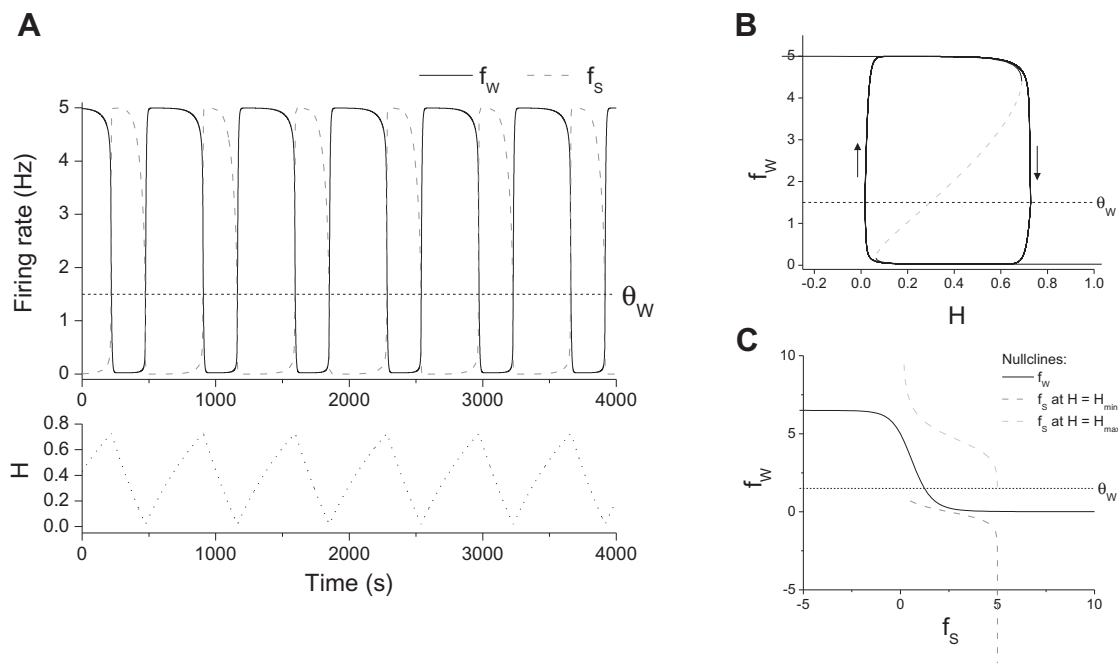 A
f_W
f_S
Firing rate (Hz)
5
4
3
2
1
0
θ_W
0 1000 2000 3000 4000
H
0.8
0.6
0.4
0.2
0.0
0 1000 2000 3000 4000
Time (s)
B
f_W
5
4
3
2
1
0
θ_W
-0.2 0.0 0.2 0.4 0.6 0.8 1.0
H
C
Nullclines:
f_W
f_S at H = H_min
f_S at H = H_max
f_W
10
5
0
-5
θ_W
-5 0 5 10
f_S